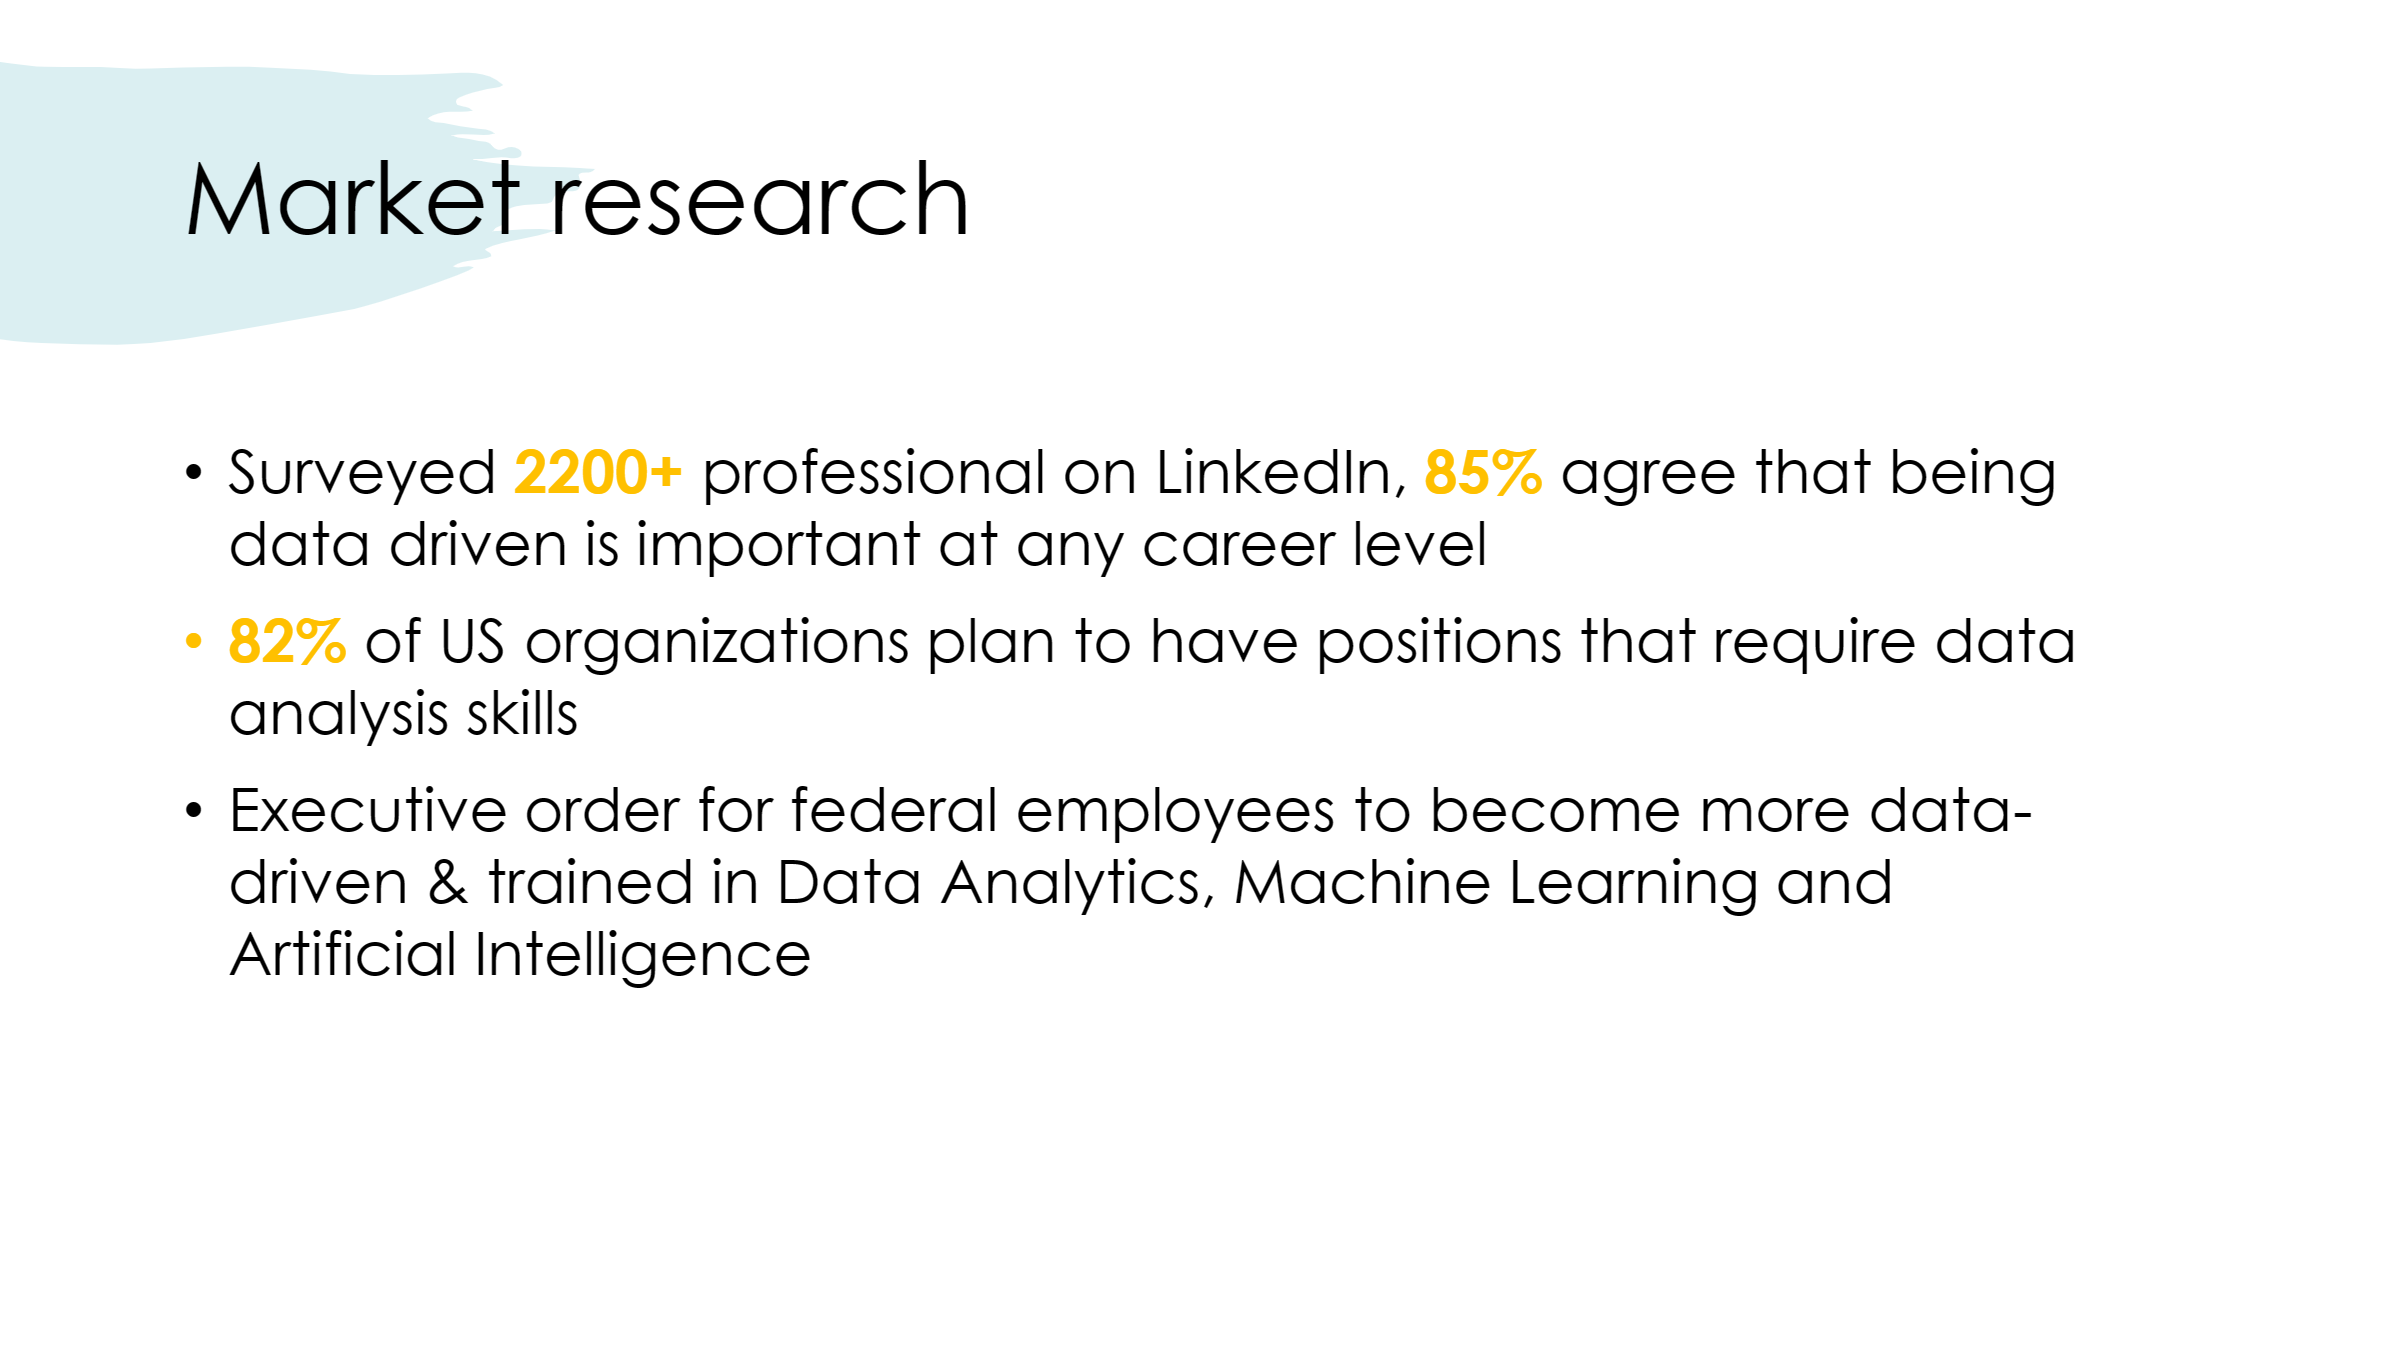 Market research
• Surveyed 2200+ professional on LinkedIn, 85% agree that being
data driven is important at any career level
• 82% of US organizations plan to have positions that require data
analysis skills
• Executive order for federal employees to become more data-
driven & trained in Data Analytics, Machine Learning and
Artificial Intelligence